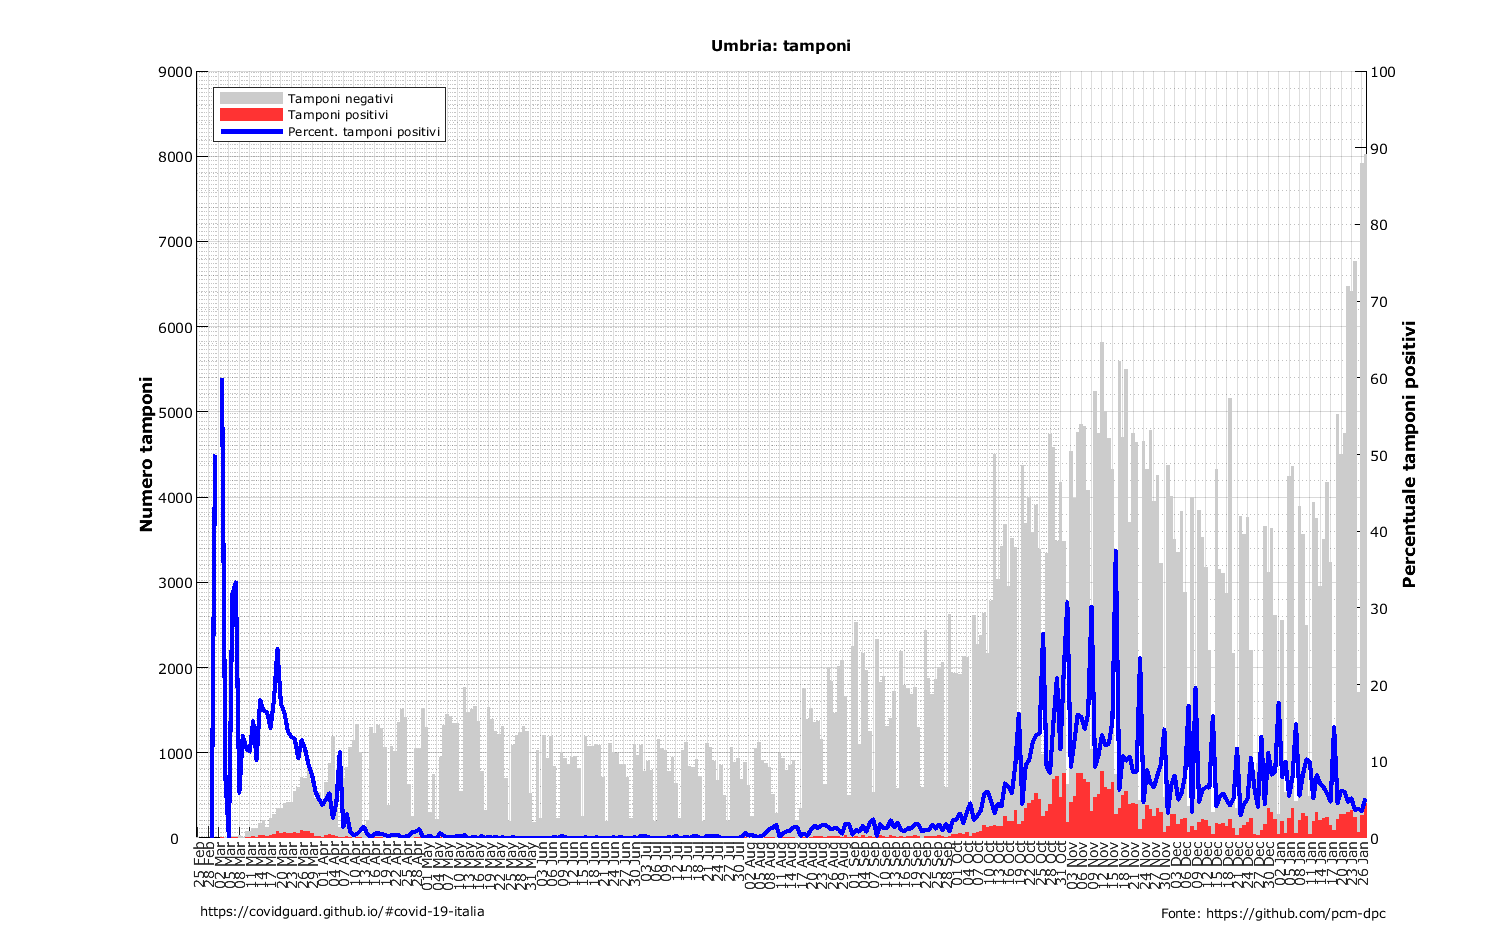 Umbria: tamponi
Tamponi negativi
Tamponi positivi
Percent. tamponi positivi
Numero tamponi
9000
8000
7000
6000
5000
4000
3000
2000
1000
0
Percentuale tamponi positivi
100
90
80
70
60
50
40
30
20
10
0
25 Feb
28 Feb
02 Mar
05 Mar
08 Mar
11 Mar
14 Mar
17 Mar
20 Mar
23 Mar
26 Mar
29 Mar
01 Apr
04 Apr
07 Apr
10 Apr
13 Apr
16 Apr
19 Apr
22 Apr
25 Apr
28 Apr
01 May
04 May
07 May
10 May
13 May
16 May
19 May
22 May
25 May
28 May
31 May
03 Jun
06 Jun
09 Jun
12 Jun
15 Jun
18 Jun
21 Jun
24 Jun
27 Jun
30 Jun
03 Jul
06 Jul
09 Jul
12 Jul
15 Jul
18 Jul
21 Jul
24 Jul
27 Jul
30 Jul
02 Aug
05 Aug
08 Aug
11 Aug
14 Aug
17 Aug
20 Aug
23 Aug
26 Aug
29 Aug
01 Sep
04 Sep
07 Sep
10 Sep
13 Sep
16 Sep
19 Sep
22 Sep
25 Sep
28 Sep
01 Oct
04 Oct
07 Oct
10 Oct
13 Oct
16 Oct
19 Oct
22 Oct
25 Oct
28 Oct
31 Oct
03 Nov
06 Nov
09 Nov
12 Nov
15 Nov
18 Nov
21 Nov
24 Nov
27 Nov
30 Nov
03 Dec
06 Dec
09 Dec
12 Dec
15 Dec
18 Dec
21 Dec
24 Dec
27 Dec
30 Dec
02 Jan
05 Jan
08 Jan
11 Jan
14 Jan
17 Jan
20 Jan
23 Jan
26 Jan
https://covidguard.github.io/#covid-19-italia
Fonte: https://github.com/pcm-dpc